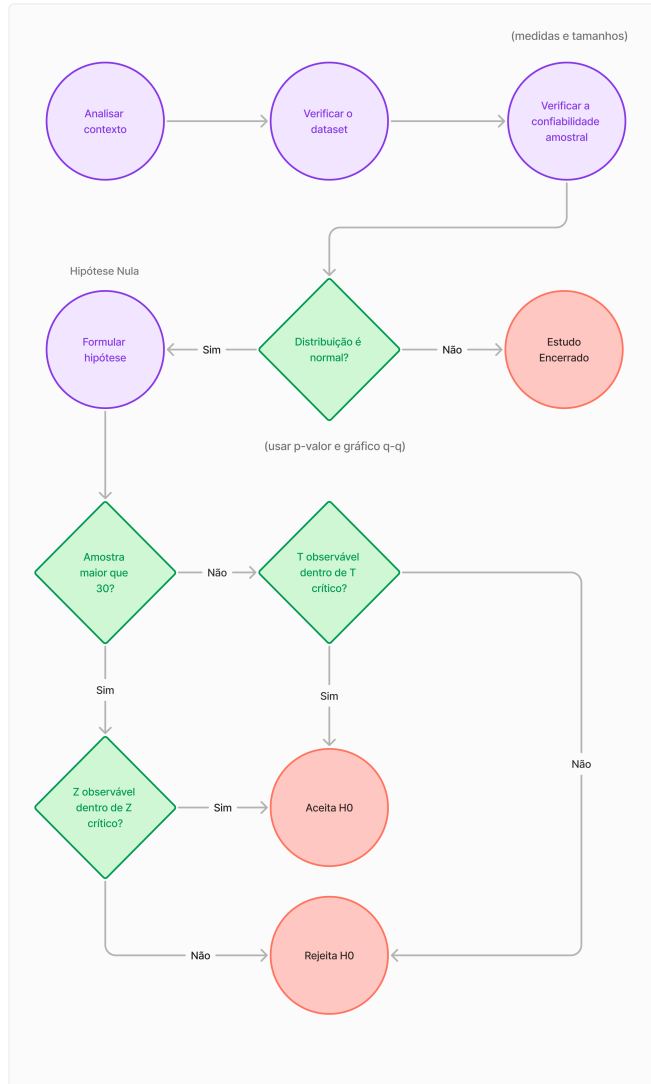 (medidas e tamanhos)
Analisar
contexto
Verificar o
dataset
Verificar a
confiabilidade
amostral
Hipótese Nula
Formular
hipótese
Sim
Distribuição é
normal?
Não
Estudo
Encerrado
(usar p-valor e gráfico q-q)
Amostra
maior que
30?
Não
T observável
dentro de T
crítico?
Sim
Sim
Não
Z observável
dentro de Z
crítico?
Sim
Aceita H0
Não
Rejeita H0